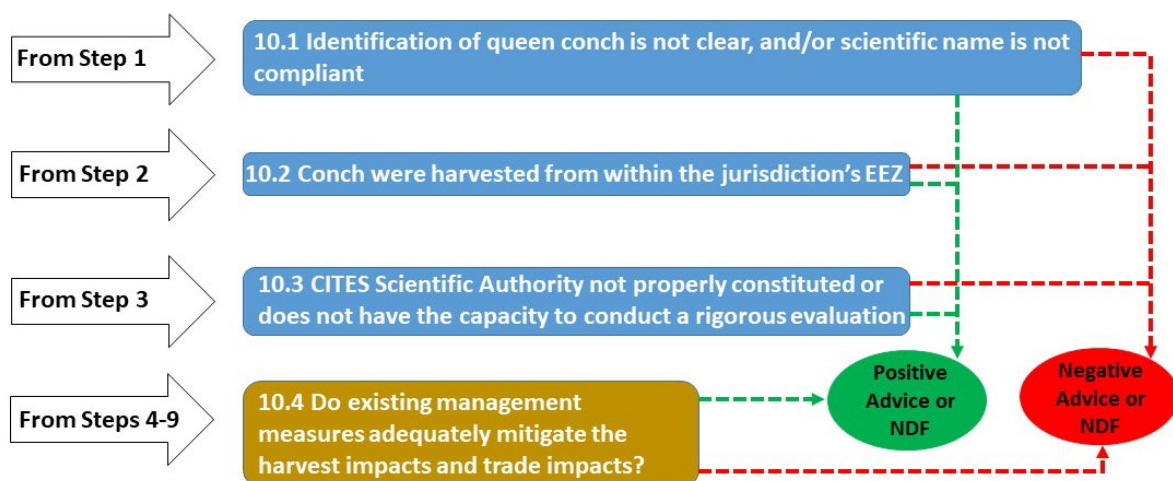 From Step 1
10.1 Identification of queen conch is not clear, and/or scientific name is not
compliant
From Step 2
10.2 Conch were harvested from within the jurisdiction's EEZ
From Step 3
10.3 CITES Scientific Authority not properly constituted or
does not have the capacity to conduct a rigorous evaluation
From Steps 4-9
10.4 Do existing management
measures adequately mitigate the
harvest impacts and trade impacts?
Positive
Advice or
NDF
Negative
Advice or
NDF